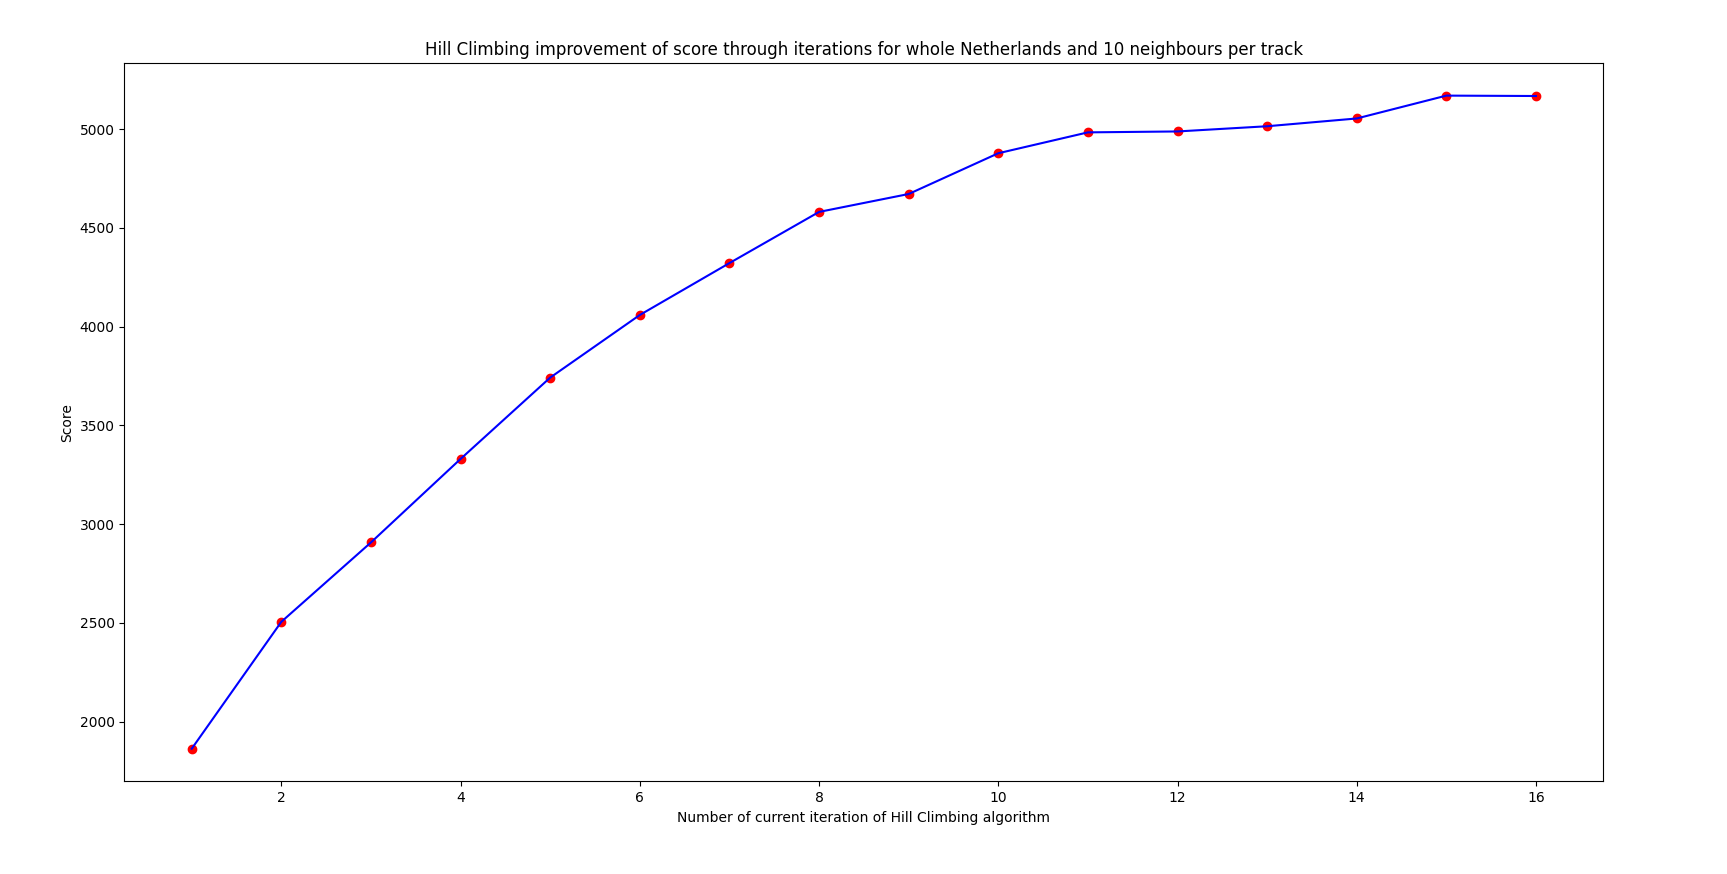 Hill Climbing improvement of score through iterations for whole Netherlands and 10 neighbours per track
5000
4500
4000
3500
3000
2500
2000
Score
2 4 6 8 10 12 14 16
Number of current iteration of Hill Climbing algorithm